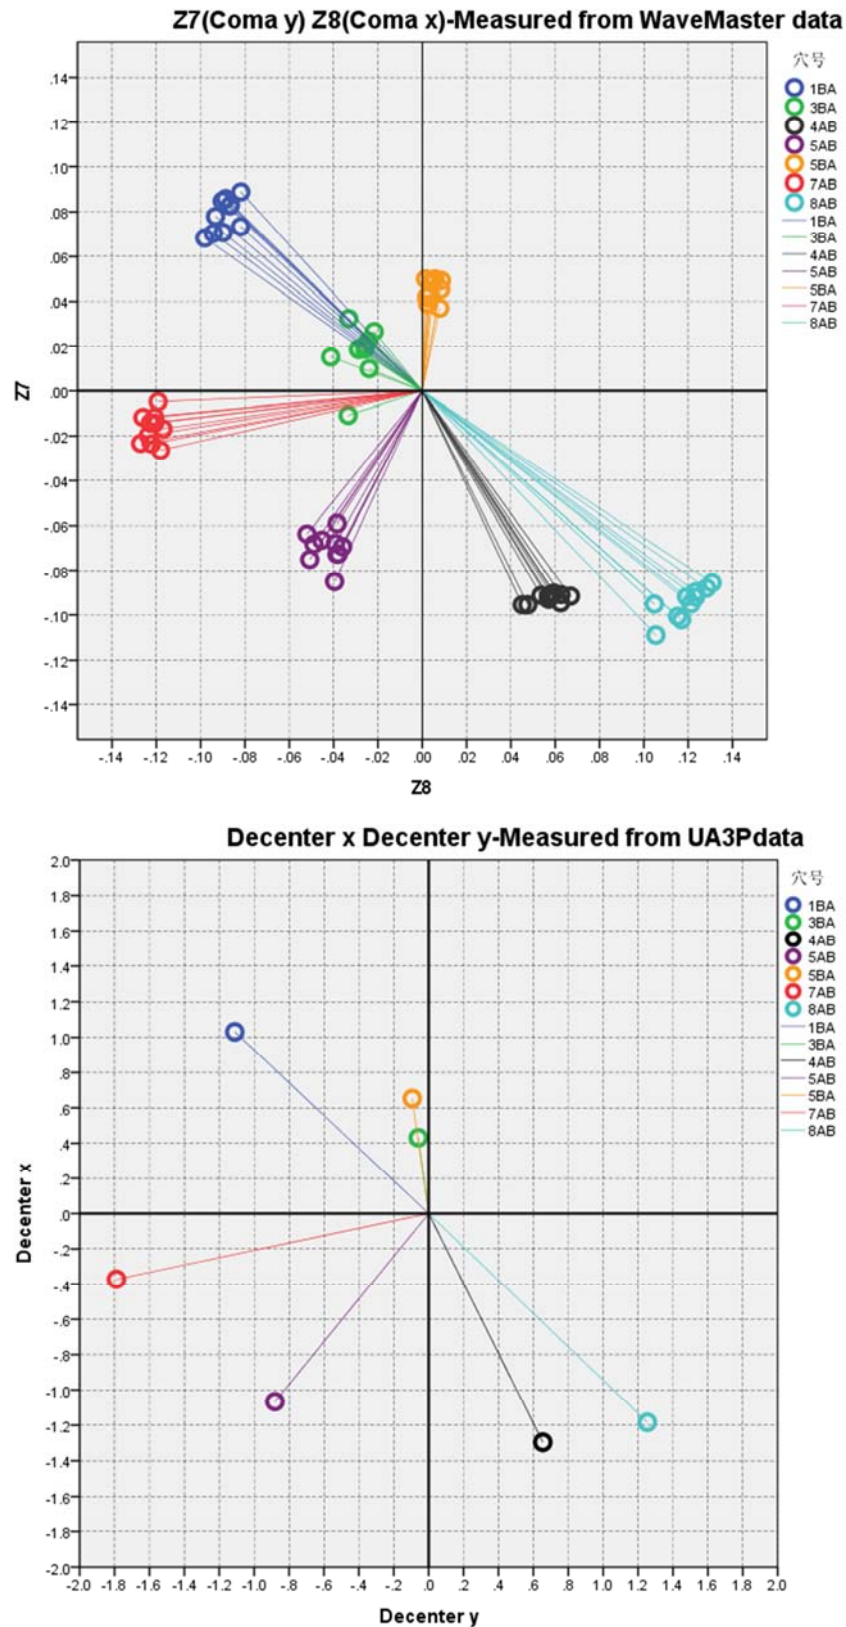 Z7(Coma y) Z8(Coma x)-Measured from WaveMaster data
穴号
1BA
3BA
4AB
5AB
5BA
7AB
8AB
1BA
3BA
4AB
5AB
5BA
7AB
8AB
.14
.12
.10
.08
.06
.04
.02
.00
-.02
-.04
-.06
-.08
-.10
-.12
-.14
Z7
-.14 -.12 -.10 -.08 -.06 -.04 -.02 .00 .02 .04 .06 .08 .10 .12 .14
Z8
Decenter x Decenter y-Measured from UA3Pdata
穴号
1BA
3BA
4AB
5AB
5BA
7AB
8AB
1BA
3BA
4AB
5AB
5BA
7AB
8AB
2.0
1.8
1.6
1.4
1.2
1.0
.8
.6
.4
.2
.0
-.2
-.4
-.6
-.8
-1.0
-1.2
-1.4
-1.6
-1.8
-2.0
Decenter x
-2.0 -1.8 -1.6 -1.4 -1.2 -1.0 -.8 -.6 -.4 -.2 .0 .2 .4 .6 .8 1.0 1.2 1.4 1.6 1.8 2.0
Decenter y